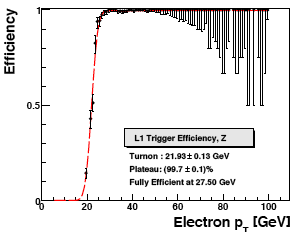 Efficiency
1
0.5
0
L1 Trigger Efficiency, Z
Turnon : 21.93± 0.13 GeV
Plateau: (99.7 ± 0.1)%
Fully Efficient at 27.50 GeV
0 20 40 60 80 100
Electron pT [GeV]